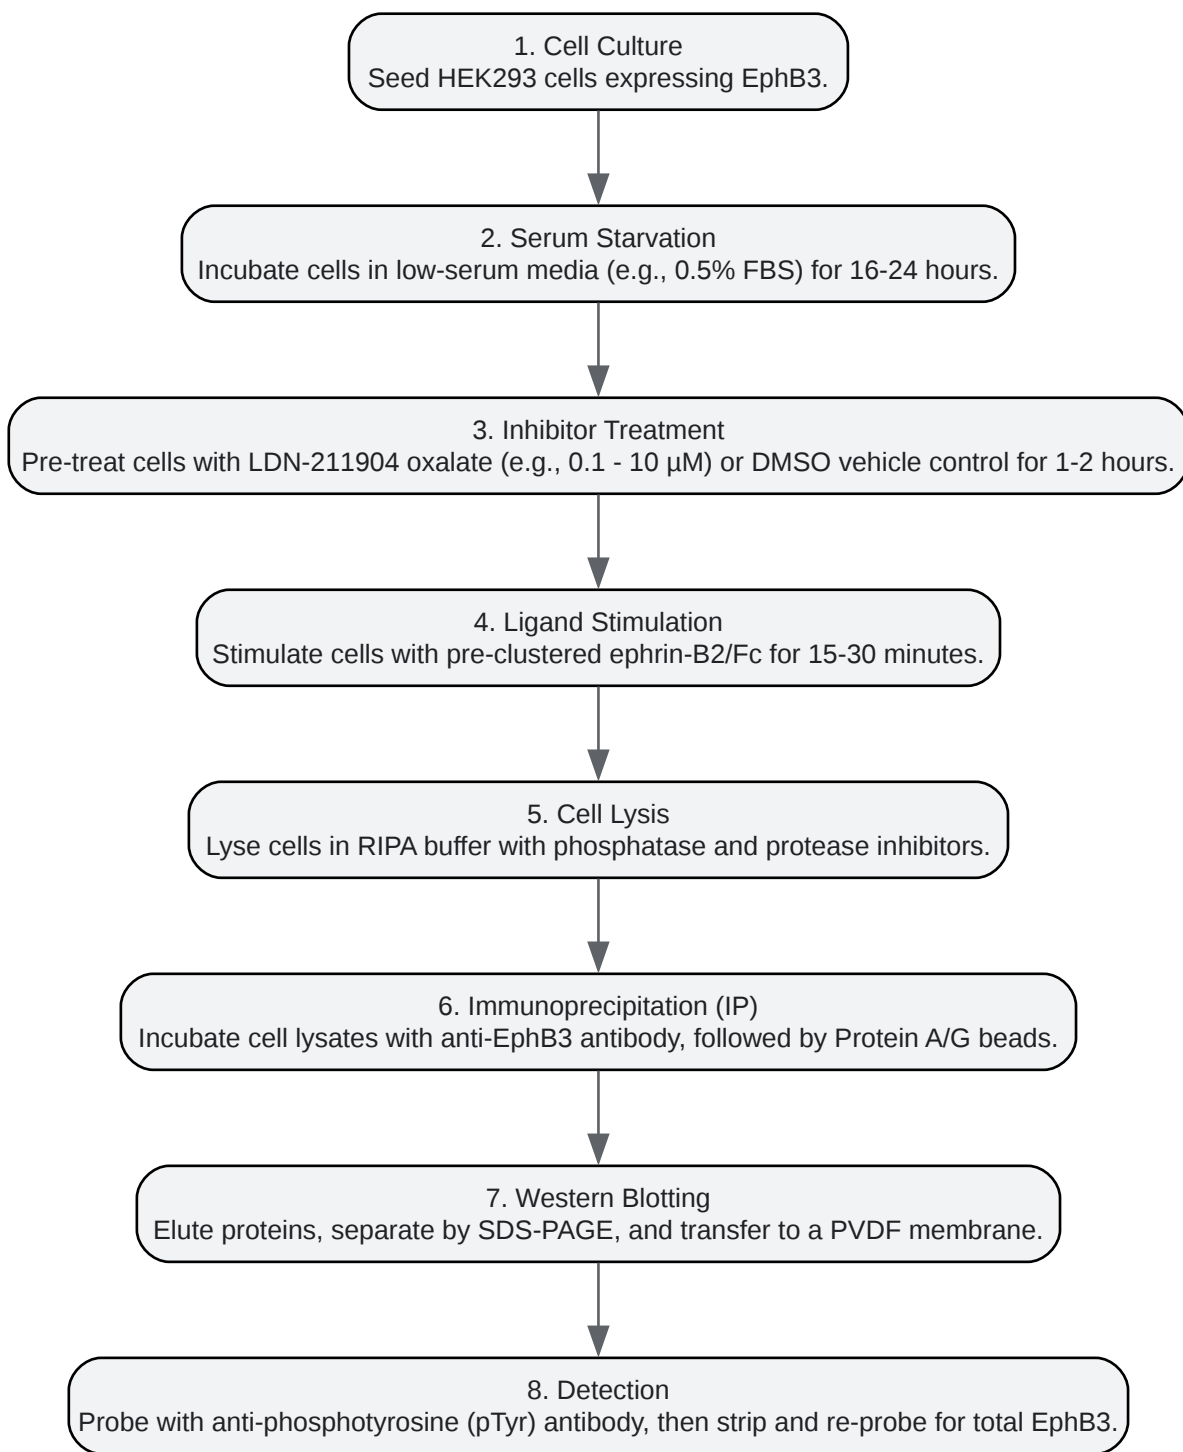 1. Cell Culture
Seed HEK293 cells expressing EphB3.
2. Serum Starvation
Incubate cells in low-serum media (e.g., 0.5% FBS) for 16-24 hours.
3. Inhibitor Treatment
Pre-treat cells with LDN-211904 oxalate (e.g., 0.1 - 10 µM) or DMSO vehicle control for 1-2 hours.
4. Ligand Stimulation
Stimulate cells with pre-clustered ephrin-B2/Fc for 15-30 minutes.
5. Cell Lysis
Lyse cells in RIPA buffer with phosphatase and protease inhibitors.
6. Immunoprecipitation (IP)
Incubate cell lysates with anti-EphB3 antibody, followed by Protein A/G beads.
7. Western Blotting
Elute proteins, separate by SDS-PAGE, and transfer to a PVDF membrane.
8. Detection
Probe with anti-phosphotyrosine (pTyr) antibody, then strip and re-probe for total EphB3.